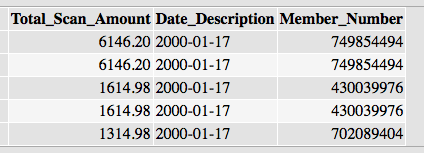 Total_Scan_Amount Date_Description Member_Number
6146.20 2000-01-17 749854494
6146.20 2000-01-17 749854494
1614.98 2000-01-17 430039976
1614.98 2000-01-17 430039976
1314.98 2000-01-17 702089404